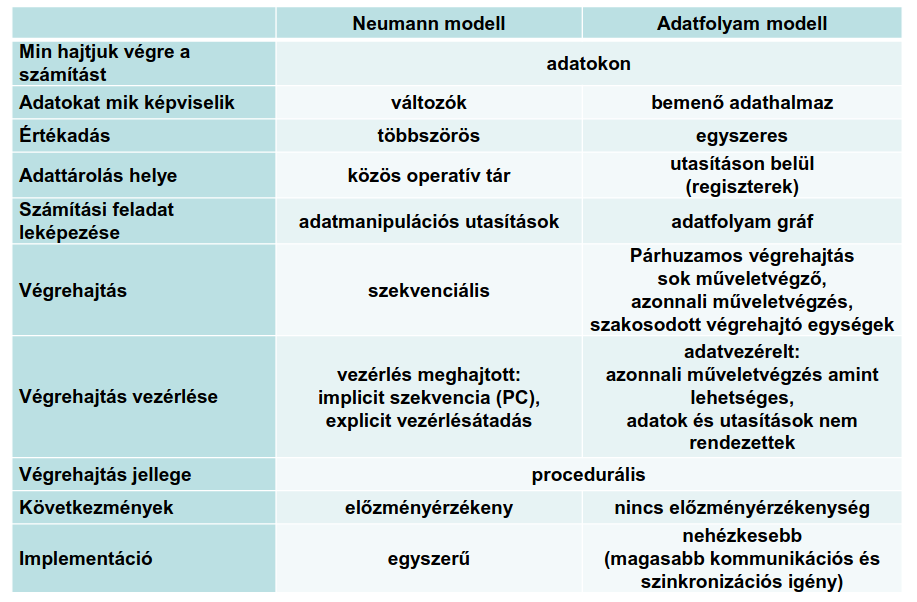 Neumann modell
Adatfolyam modell
Min hajtjuk végre a
számítást
adatokon
Adatokat mik képviselik
változók
bemenő adathalmaz
Értékadás
többszörös
egyszeres
Adattárolás helye
közös operatív tár
utasításon belül
(regiszterek)
Számítási feladat
leképezése
adatmanipulációs utasítások
adatfolyam gráf
Végrehajtás
szekvenciális
Párhuzamos végrehajtás
sok műveletvégző,
azonnali műveletvégzés,
szakosodott végrehajtó egységek
Végrehajtás vezérlése
vezérlés meghajtott:
implicit szekvencia (PC),
explicit vezérlésátadás
adatvezérelt:
azonnali műveletvégzés amint
lehetséges,
adatok és utasítások nem
rendezettek
Végrehajtás jellege
procedurális
Következmények
előzményérzékeny
nincs előzményérzékenység
Implementáció
egyszerű
nehézkesebb
(magasabb kommunikációs és
szinkronizációs igény)